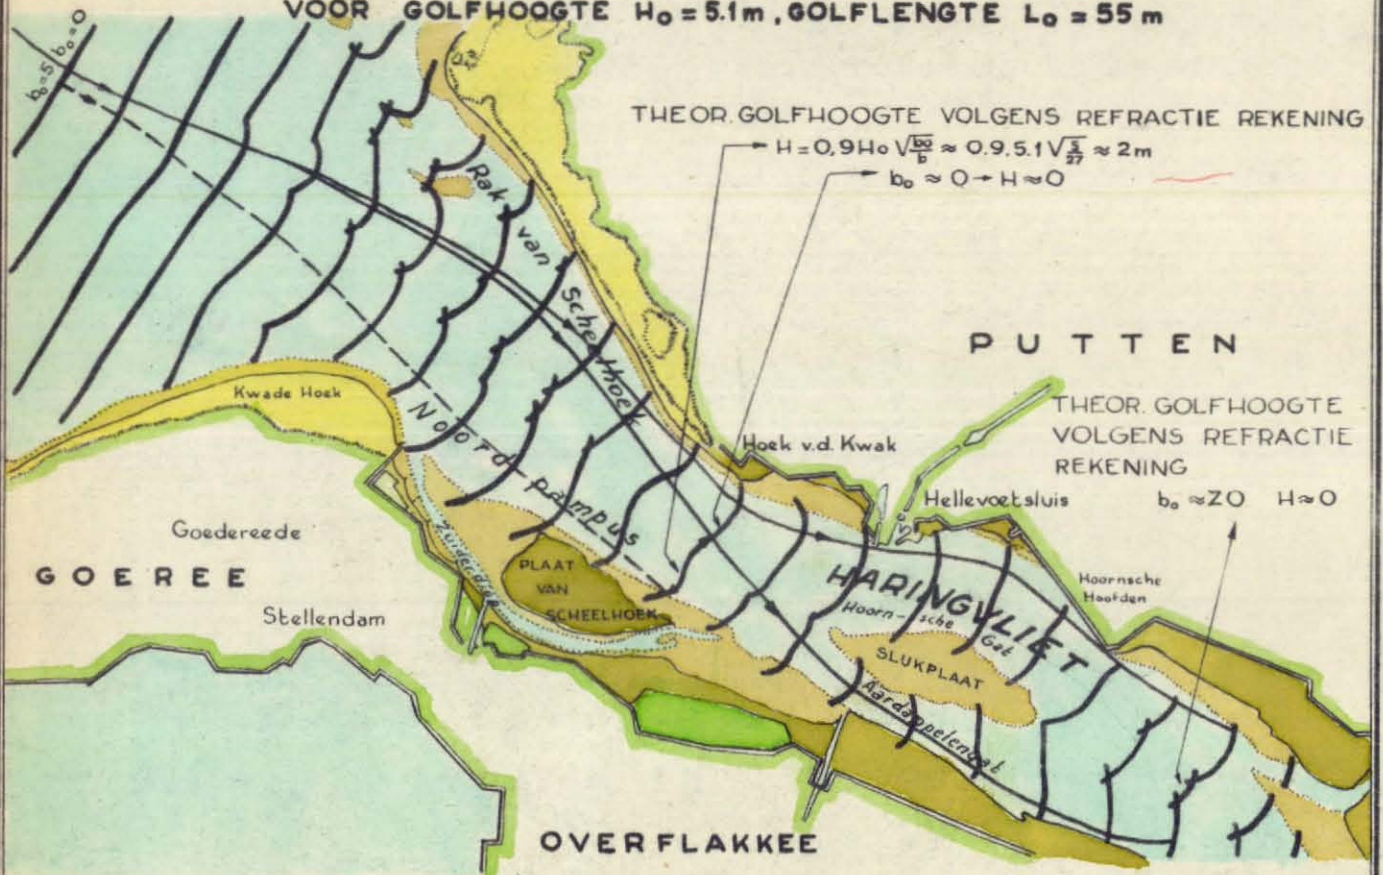 VOOR GOLFHOOGTE H₀ = 5.1 m, GOLFLENGTE L₀ = 55 m
b₀=0
b₀=5
THEOR. GOLFHOOGTE VOLGENS REFRACTIE REKENING
H = 0,9 H₀ √b₀/b ≈ 0.9.5.1 √5/27 ≈ 2m
b₀ ≈ 0 → H ≈ 0
Rak van Scheelhoek
PUTTEN
THEOR. GOLFHOOGTE
VOLGENS REFRACTIE
REKENING
b₀ ≈ZO H≈0
Kwade Hoek
Noord pampus
Hoek v.d. Kwak
Hellevoetsluis
Goedereede
GOEREE
Stellendam
Zuiderdiep
PLAAT
VAN
SCHEELHOEK
HARINGVLIET
Hoorn-sche Gat
Hoornsche
Hoofden
SLIJKPLAAT
Aardappelengat
OVERFLAKKEE